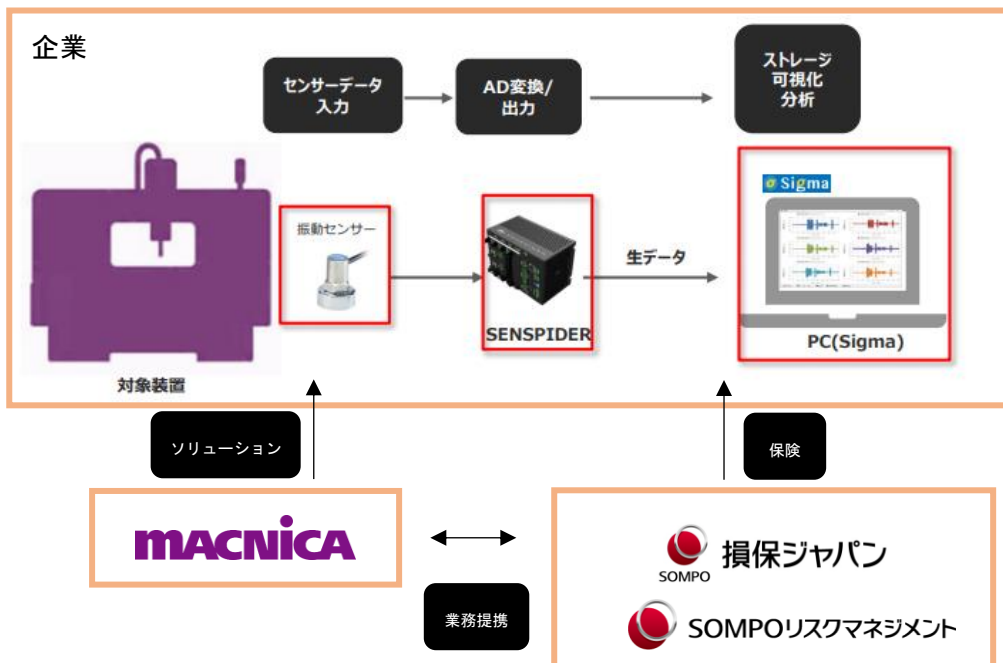 企業
センサーデータ
入力
AD変換/
出力
ストレージ
可視化
分析
振動センサー
SENSPIDER
生データ
Sigma
PC(Sigma)
対象装置
ソリューション
保険
MACNiCA
業務提携
SOMPO
損保ジャパン
SOMPOリスクマネジメント